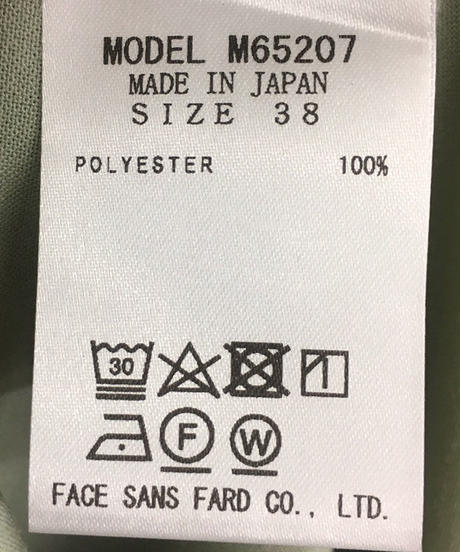 MODEL M65207
MADE IN JAPAN
SIZE 38
POLYESTER 100%
30
F W
FACE SANS FARD CO., LTD.